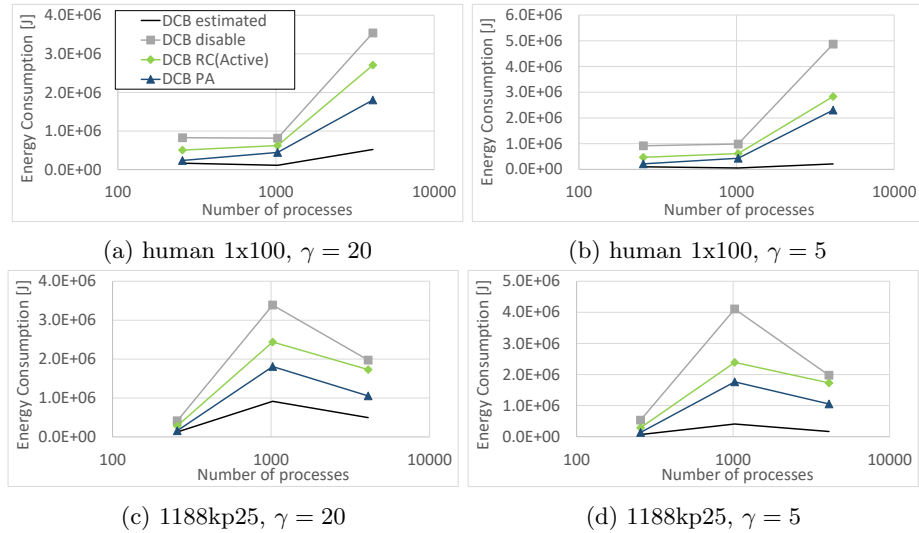 4.0E+06
3.0E+06
2.0E+06
1.0E+06
0.0E+00
100
1000
10000
Energy Consumption [J]
Number of processes
DCB estimated
DCB disable
DCB RC(Active)
DCB PA
(a) human 1x100, γ = 20
6.0E+06
5.0E+06
4.0E+06
3.0E+06
2.0E+06
1.0E+06
0.0E+00
100
1000
10000
Energy Consumption [J]
Number of processes
(b) human 1x100, γ = 5
4.0E+06
3.0E+06
2.0E+06
1.0E+06
0.0E+00
100
1000
10000
Energy Consumption [J]
Number of processes
(c) 1188kp25, γ = 20
5.0E+06
4.0E+06
3.0E+06
2.0E+06
1.0E+06
0.0E+00
100
1000
10000
Energy Consumption [J]
Number of processes
(d) 1188kp25, γ = 5